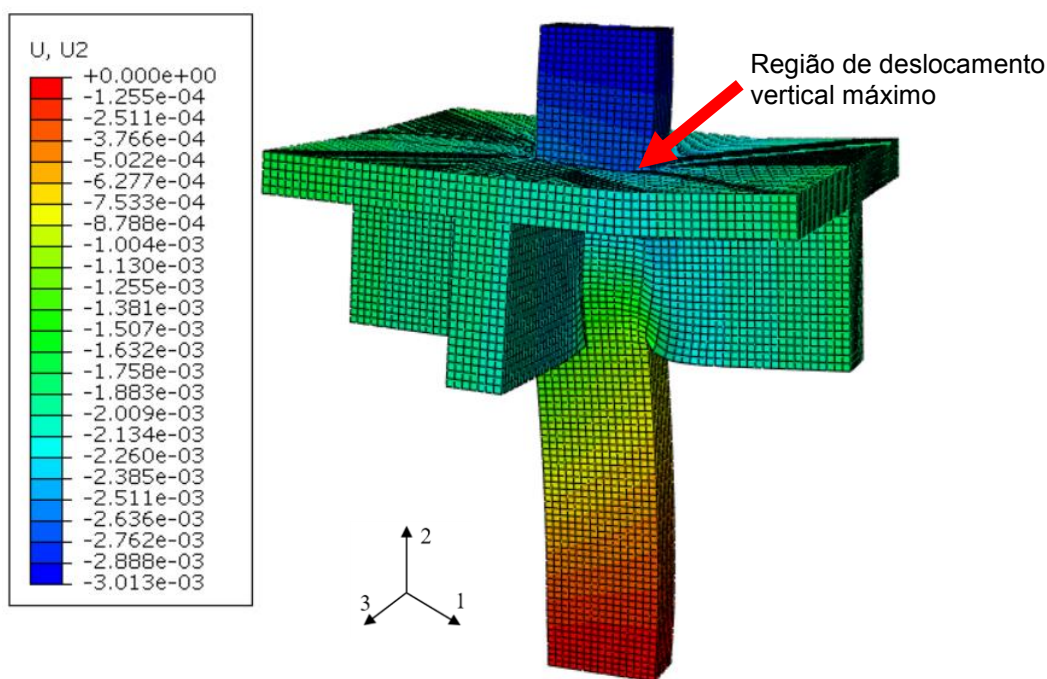 U, U2
+0.000e+00
-1.255e-04
-2.511e-04
-3.766e-04
-5.022e-04
-6.277e-04
-7.533e-04
-8.788e-04
-1.004e-03
-1.130e-03
-1.255e-03
-1.381e-03
-1.507e-03
-1.632e-03
-1.758e-03
-1.883e-03
-2.009e-03
-2.134e-03
-2.260e-03
-2.385e-03
-2.511e-03
-2.636e-03
-2.762e-03
-2.888e-03
-3.013e-03
Região de deslocamento
vertical máximo
2
3
1